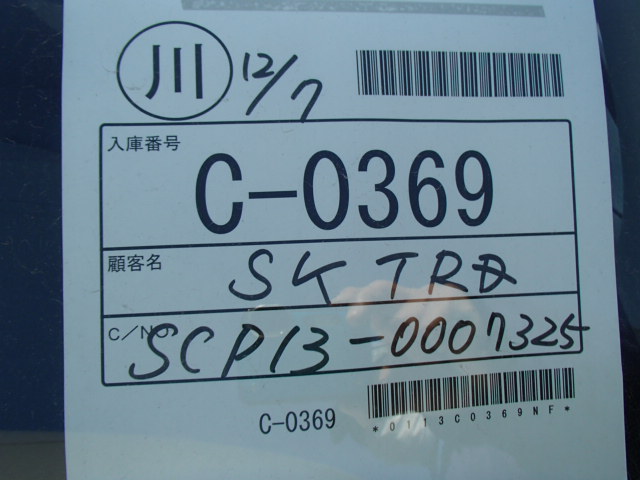 川 12/7
入庫番号
C-0369
顧客名 SK TRD
C/NO. SCP13-0007325
C-0369
*0113C0369NF*